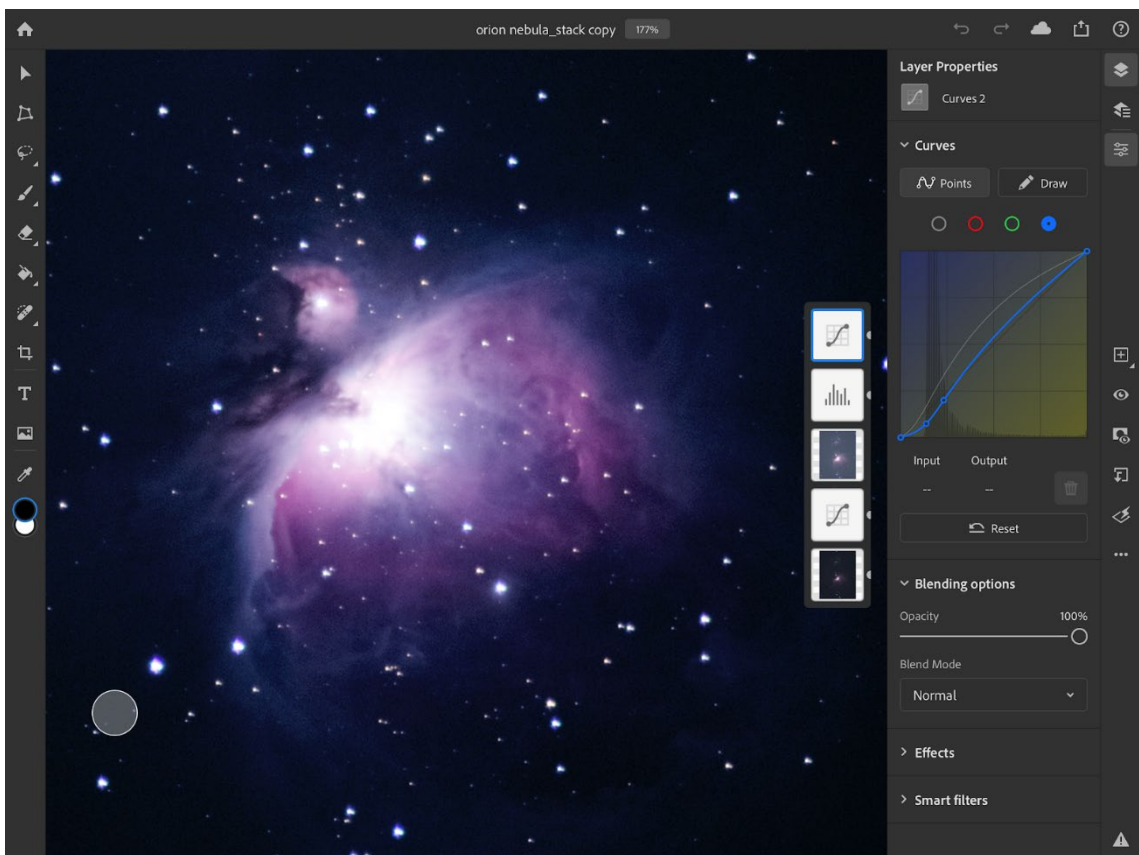 orion nebula_stack copy 177%
Layer Properties
Curves 2
Curves
Points Draw
Input Output
-- --
Reset
Blending options
Opacity 100%
Blend Mode
Normal
Effects
Smart filters